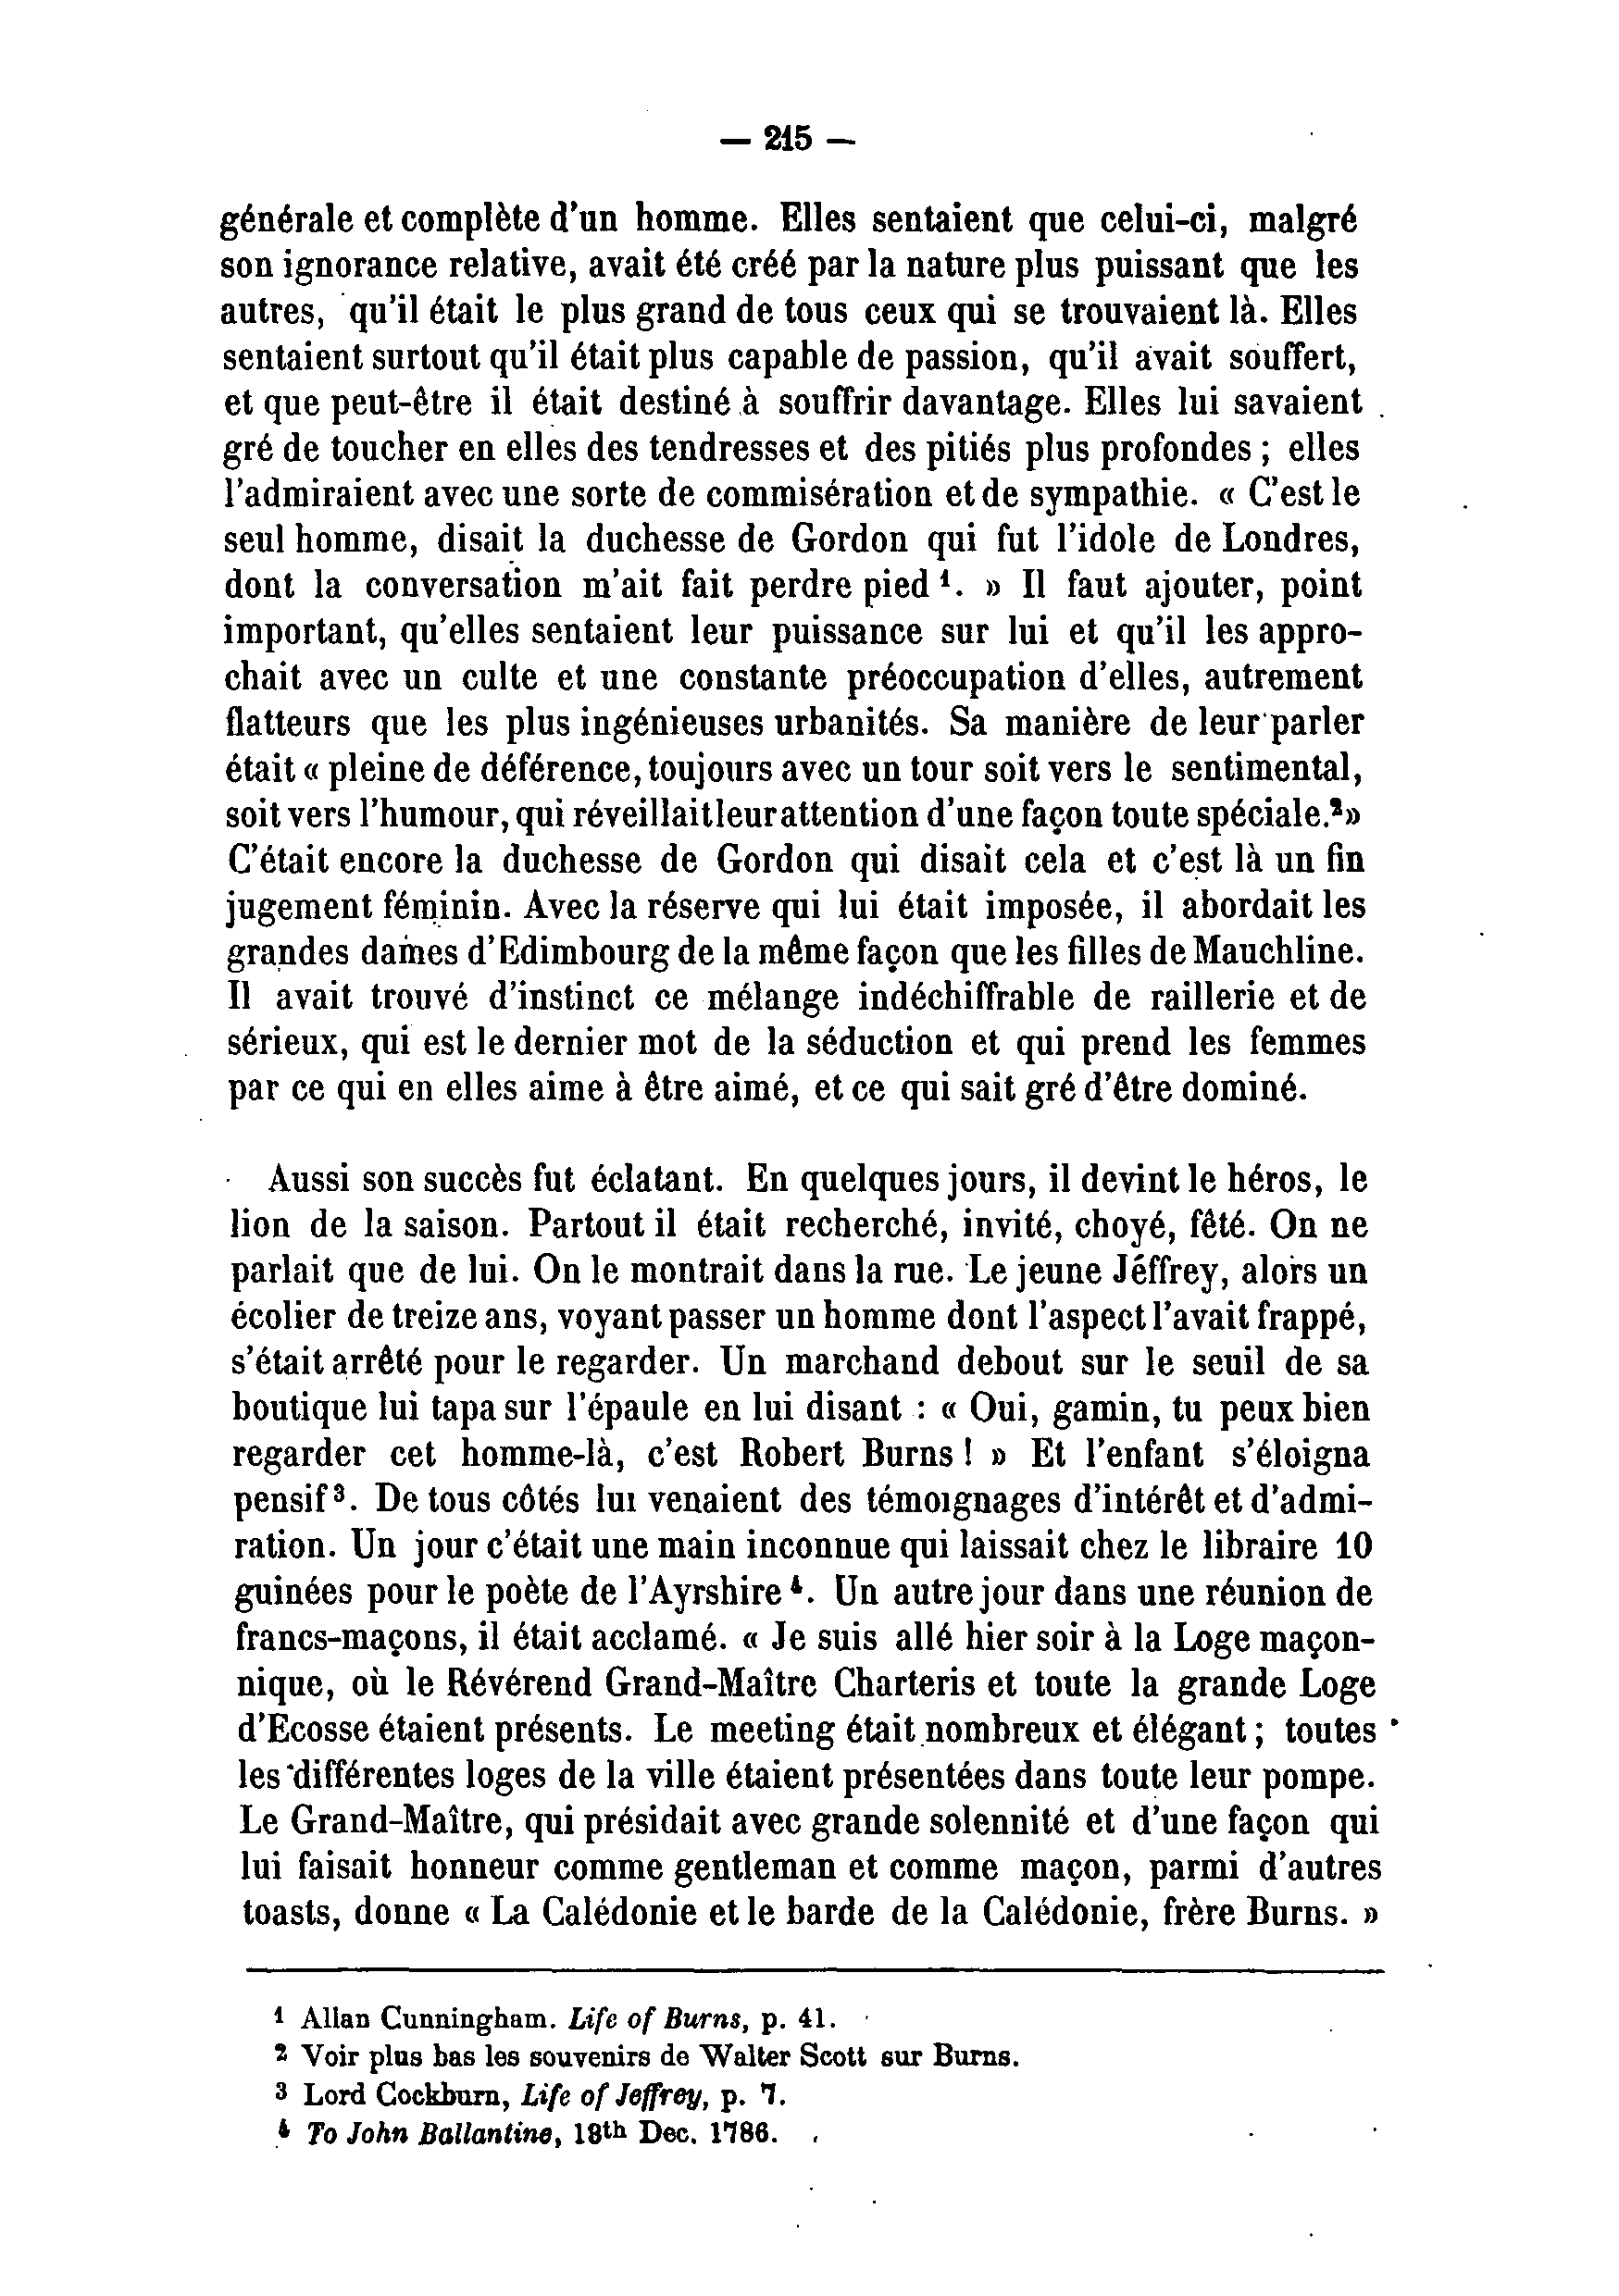 — 215 —
générale et complète d'un homme. Elles sentaient que celui-ci, malgré
son ignorance relative, avait été créé par la nature plus puissant que les
autres, qu'il était le plus grand de tous ceux qui se trouvaient là. Elles
sentaient surtout qu'il était plus capable de passion, qu'il avait souffert,
et que peut-être il était destiné à souffrir davantage. Elles lui savaient
gré de toucher en elles des tendresses et des pitiés plus profondes ; elles
l'admiraient avec une sorte de commisération et de sympathie. « C'est le
seul homme, disait la duchesse de Gordon qui fut l'idole de Londres,
dont la conversation m'ait fait perdre pied ¹. » Il faut ajouter, point
important, qu'elles sentaient leur puissance sur lui et qu'il les appro-
chait avec un culte et une constante préoccupation d'elles, autrement
flatteurs que les plus ingénieuses urbanités. Sa manière de leur parler
était « pleine de déférence, toujours avec un tour soit vers le sentimental,
soit vers l'humour, qui réveillait leur attention d'une façon toute spéciale.²»
C'était encore la duchesse de Gordon qui disait cela et c'est là un fin
jugement féminin. Avec la réserve qui lui était imposée, il abordait les
grandes dames d'Edimbourg de la même façon que les filles de Mauchline.
Il avait trouvé d'instinct ce mélange indéchiffrable de raillerie et de
sérieux, qui est le dernier mot de la séduction et qui prend les femmes
par ce qui en elles aime à être aimé, et ce qui sait gré d'être dominé.
Aussi son succès fut éclatant. En quelques jours, il devint le héros, le
lion de la saison. Partout il était recherché, invité, choyé, fêté. On ne
parlait que de lui. On le montrait dans la rue. Le jeune Jéffrey, alors un
écolier de treize ans, voyant passer un homme dont l'aspect l'avait frappé,
s'était arrêté pour le regarder. Un marchand debout sur le seuil de sa
boutique lui tapa sur l'épaule en lui disant : « Oui, gamin, tu peux bien
regarder cet homme-là, c'est Robert Burns ! » Et l'enfant s'éloigna
pensif ³. De tous côtés lui venaient des témoignages d'intérêt et d'admi-
ration. Un jour c'était une main inconnue qui laissait chez le libraire 10
guinées pour le poète de l'Ayrshire ⁴. Un autre jour dans une réunion de
francs-maçons, il était acclamé. « Je suis allé hier soir à la Loge maçon-
nique, où le Révérend Grand-Maître Charteris et toute la grande Loge
d'Ecosse étaient présents. Le meeting était nombreux et élégant ; toutes
les différentes loges de la ville étaient présentées dans toute leur pompe.
Le Grand-Maître, qui présidait avec grande solennité et d'une façon qui
lui faisait honneur comme gentleman et comme maçon, parmi d'autres
toasts, donne « La Calédonie et le barde de la Calédonie, frère Burns. »
¹ Allan Cunningham. Life of Burns, p. 41.
² Voir plus bas les souvenirs de Walter Scott sur Burns.
³ Lord Cockburn, Life of Jeffrey, p. 7.
⁴ To John Ballantine, 18th Dec. 1786.